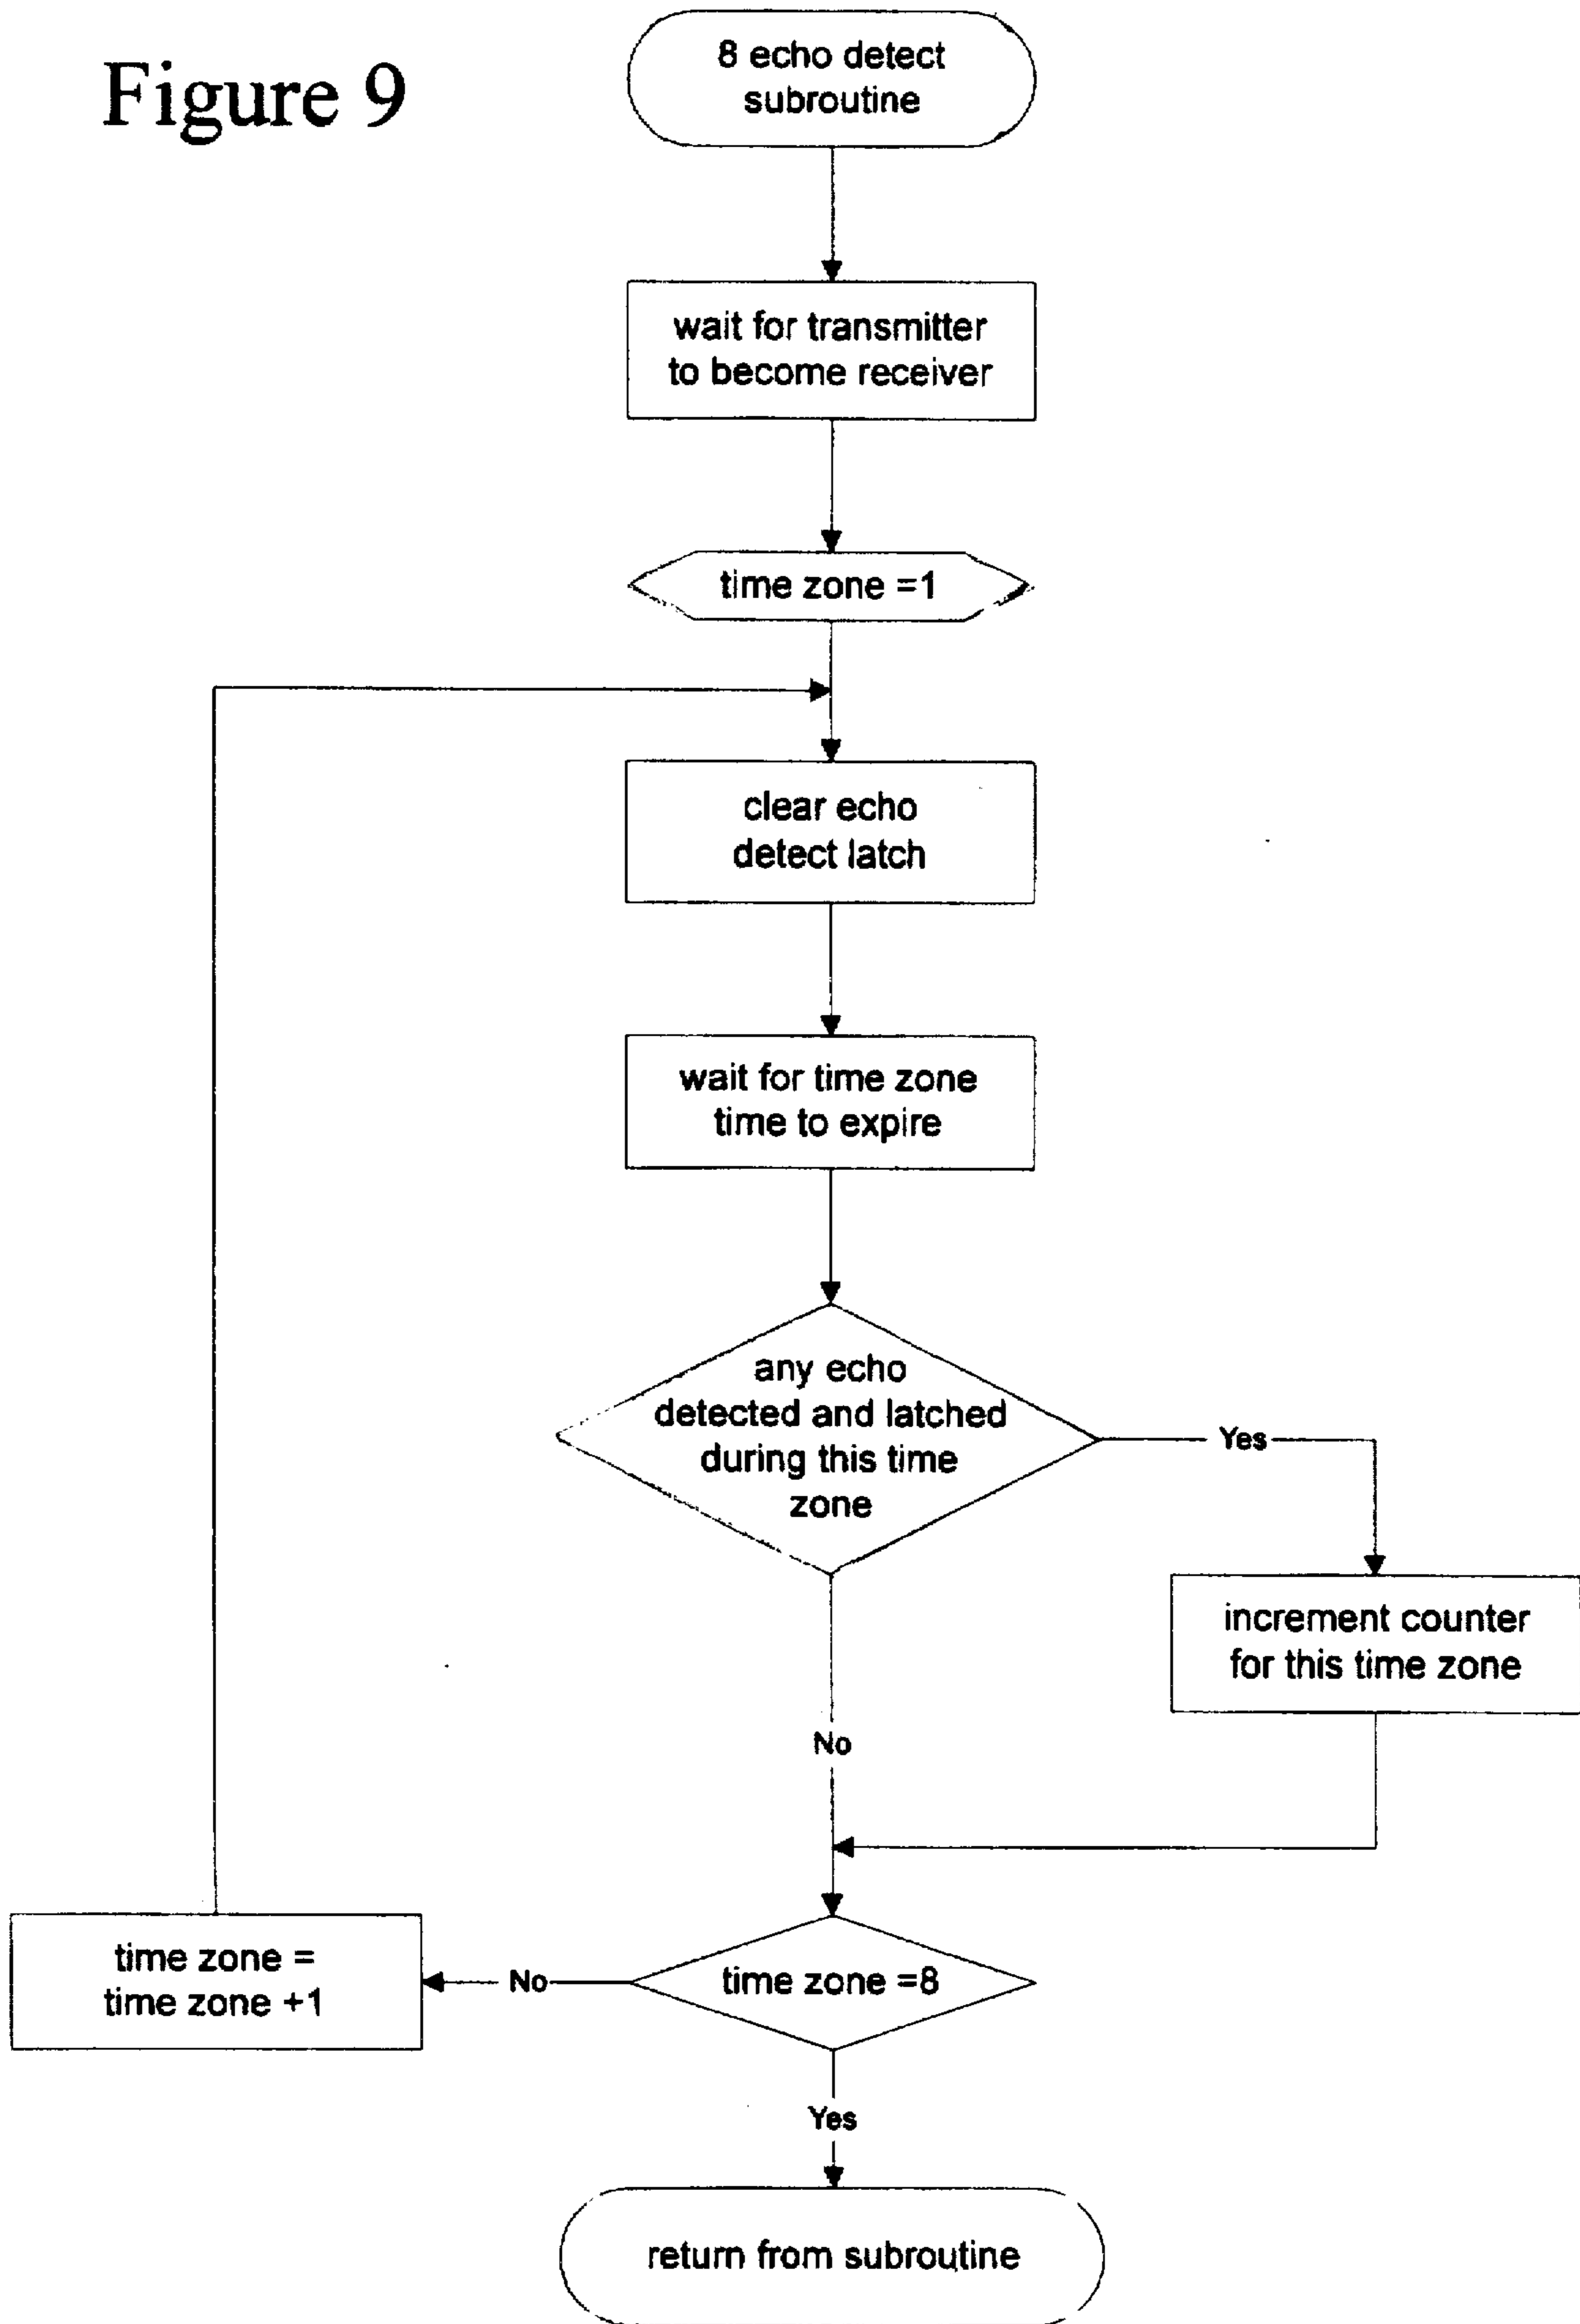 Figure 9
8 echo detect
subroutine
wait for transmitter
to become receiver
time zone =1
clear echo
detect latch
wait for time zone
time to expire
any echo
detected and latched
during this time
zone
Yes
increment counter
for this time zone
No
time zone =8
No
time zone =
time zone +1
Yes
return from subroutine